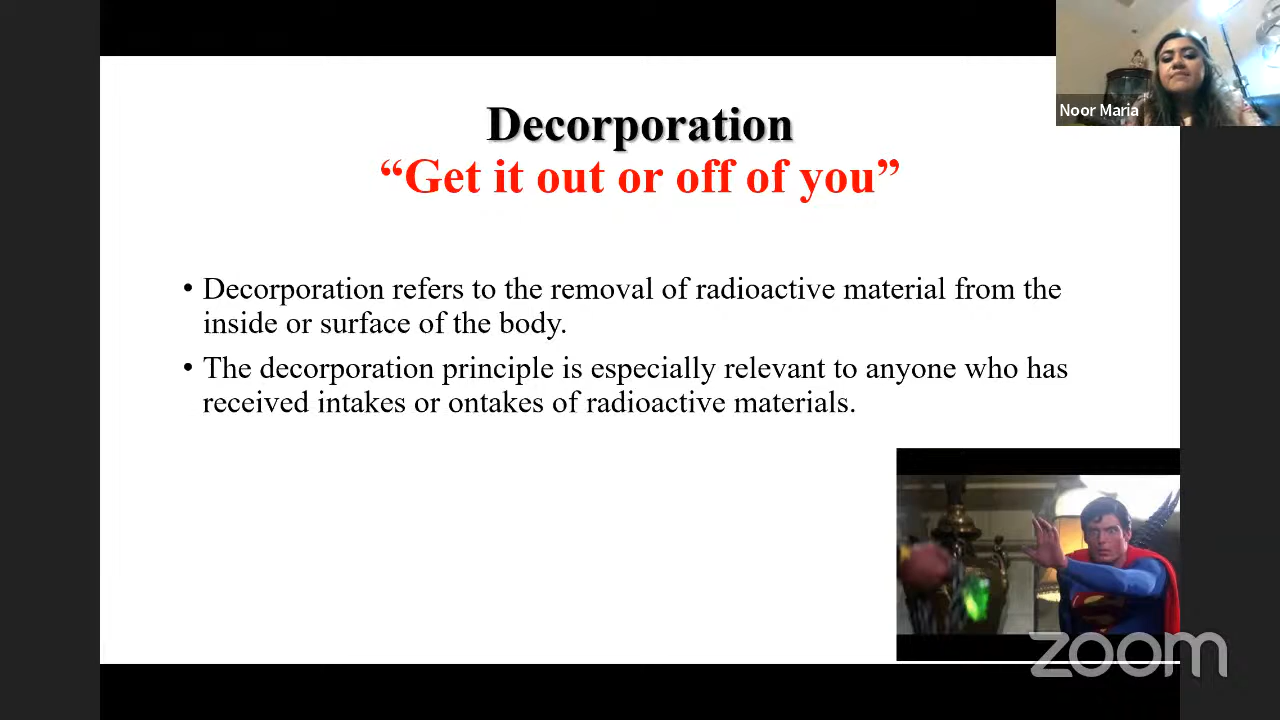 Noor Maria
Decorporation
“Get it out or off of you”
• Decorporation refers to the removal of radioactive material from the
inside or surface of the body.
• The decorporation principle is especially relevant to anyone who has
received intakes or ontakes of radioactive materials.
zoom